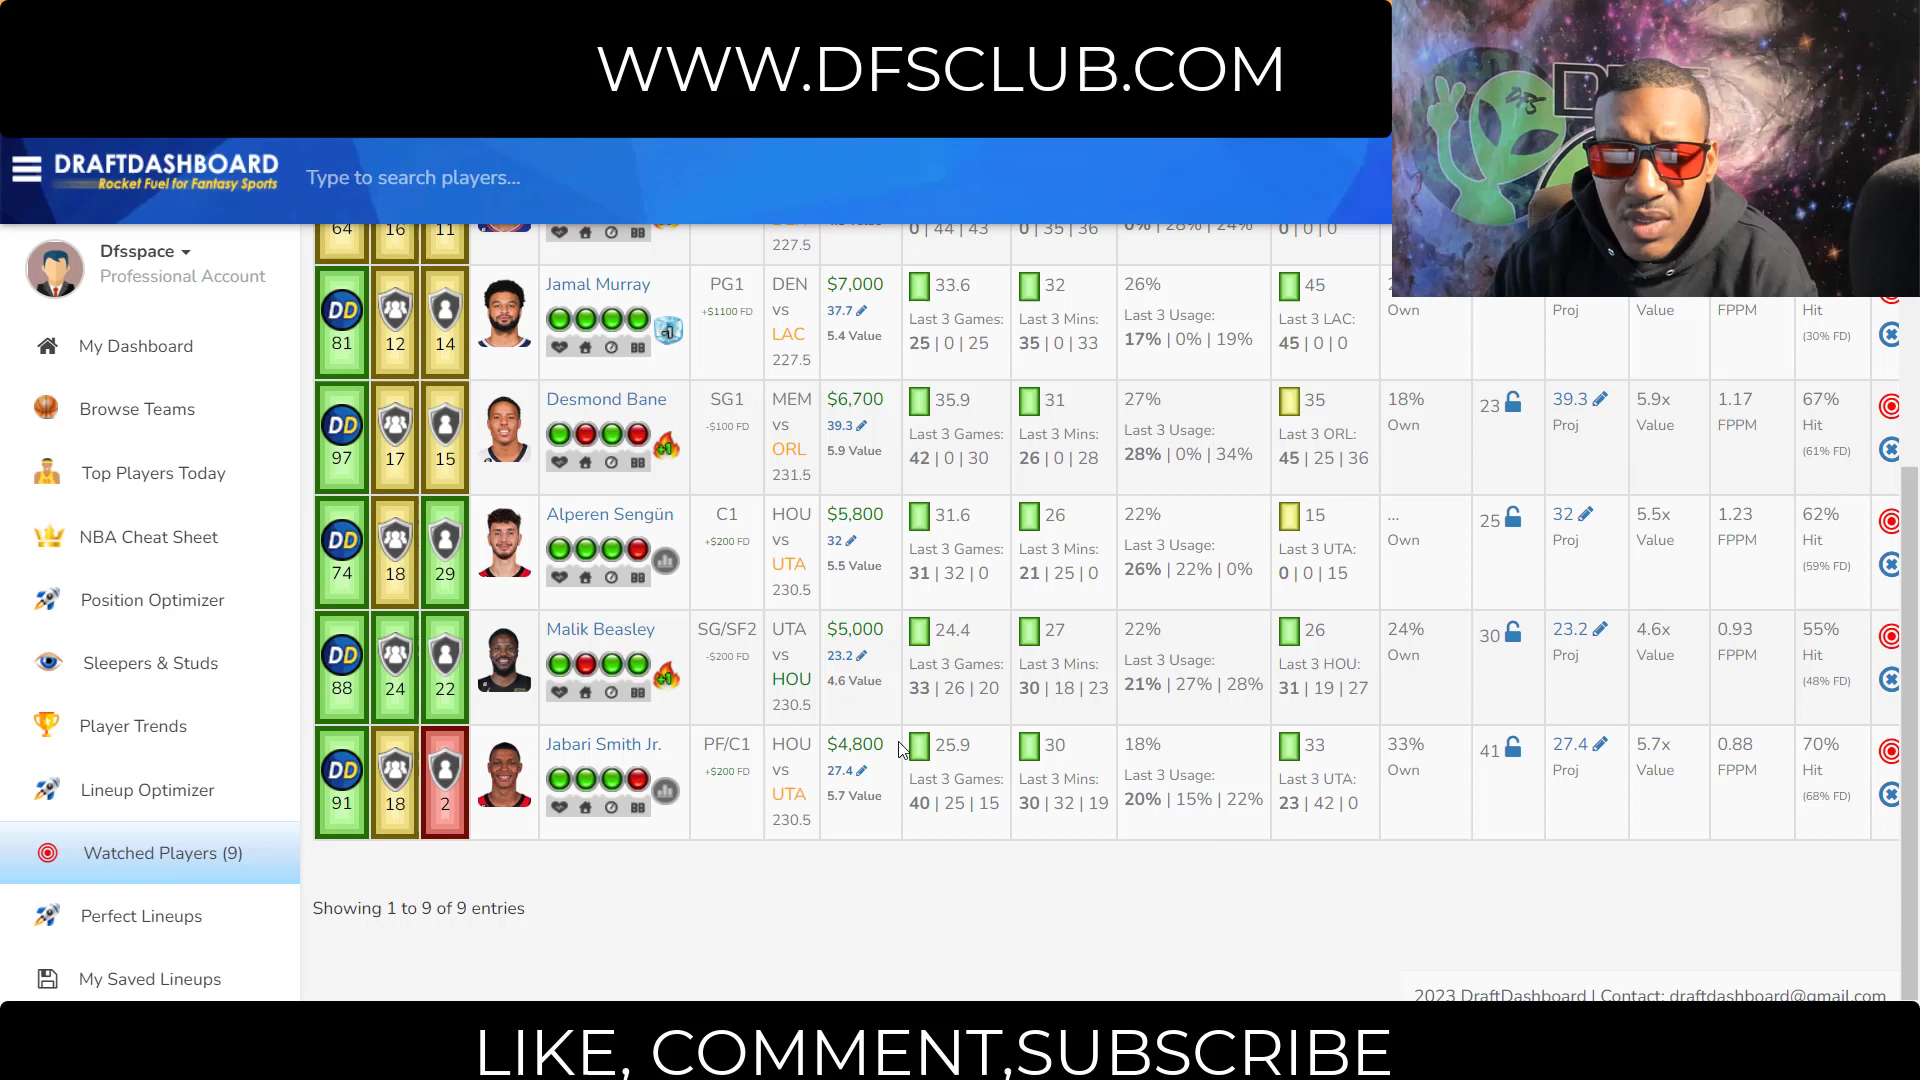 WWW.DFSCLUB.COM
DRAFTDASHBOARD
Rocket Fuel for Fantasy Sports
Type to search players...
Dfsspace
Professional Account
My Dashboard
Browse Teams
Top Players Today
NBA Cheat Sheet
Position Optimizer
Sleepers & Studs
Player Trends
Lineup Optimizer
Watched Players (9)
Perfect Lineups
My Saved Lineups
64 16 11 227.5 0 | 44 | 43 0 | 35 | 36 0% | 28% | 24% 0 | 0 | 0
DD 81 12 14
Jamal Murray
-1
BB
PG1
+$1100 FD
DEN
vs
LAC
227.5
$7,000
37.7
5.4 Value
33.6
Last 3 Games:
25 | 0 | 25
32
Last 3 Mins:
35 | 0 | 33
26%
Last 3 Usage:
17% | 0% | 19%
45
Last 3 LAC:
45 | 0 | 0
Own
Proj
Value
FPPM
Hit
(30% FD)
DD 97 17 15
Desmond Bane
+1
BB
SG1
-$100 FD
MEM
vs
ORL
231.5
$6,700
39.3
5.9 Value
35.9
Last 3 Games:
42 | 0 | 30
31
Last 3 Mins:
26 | 0 | 28
27%
Last 3 Usage:
28% | 0% | 34%
35
Last 3 ORL:
45 | 25 | 36
18%
Own
23
39.3
Proj
5.9x
Value
1.17
FPPM
67%
Hit
(61% FD)
DD 74 18 29
Alperen Sengün
BB
C1
+$200 FD
HOU
vs
UTA
230.5
$5,800
32
5.5 Value
31.6
Last 3 Games:
31 | 32 | 0
26
Last 3 Mins:
21 | 25 | 0
22%
Last 3 Usage:
26% | 22% | 0%
15
Last 3 UTA:
0 | 0 | 15
...
Own
25
32
Proj
5.5x
Value
1.23
FPPM
62%
Hit
(59% FD)
DD 88 24 22
Malik Beasley
+1
BB
SG/SF2
-$200 FD
UTA
vs
HOU
230.5
$5,000
23.2
4.6 Value
24.4
Last 3 Games:
33 | 26 | 20
27
Last 3 Mins:
30 | 18 | 23
22%
Last 3 Usage:
21% | 27% | 28%
26
Last 3 HOU:
31 | 19 | 27
24%
Own
30
23.2
Proj
4.6x
Value
0.93
FPPM
55%
Hit
(48% FD)
DD 91 18 2
Jabari Smith Jr.
BB
PF/C1
+$200 FD
HOU
vs
UTA
230.5
$4,800
27.4
5.7 Value
25.9
Last 3 Games:
40 | 25 | 15
30
Last 3 Mins:
30 | 32 | 19
18%
Last 3 Usage:
20% | 15% | 22%
33
Last 3 UTA:
23 | 42 | 0
33%
Own
41
27.4
Proj
5.7x
Value
0.88
FPPM
70%
Hit
(68% FD)
Showing 1 to 9 of 9 entries
2023 DraftDashboard | Contact: draftdashboard@gmail.com
LIKE, COMMENT,SUBSCRIBE